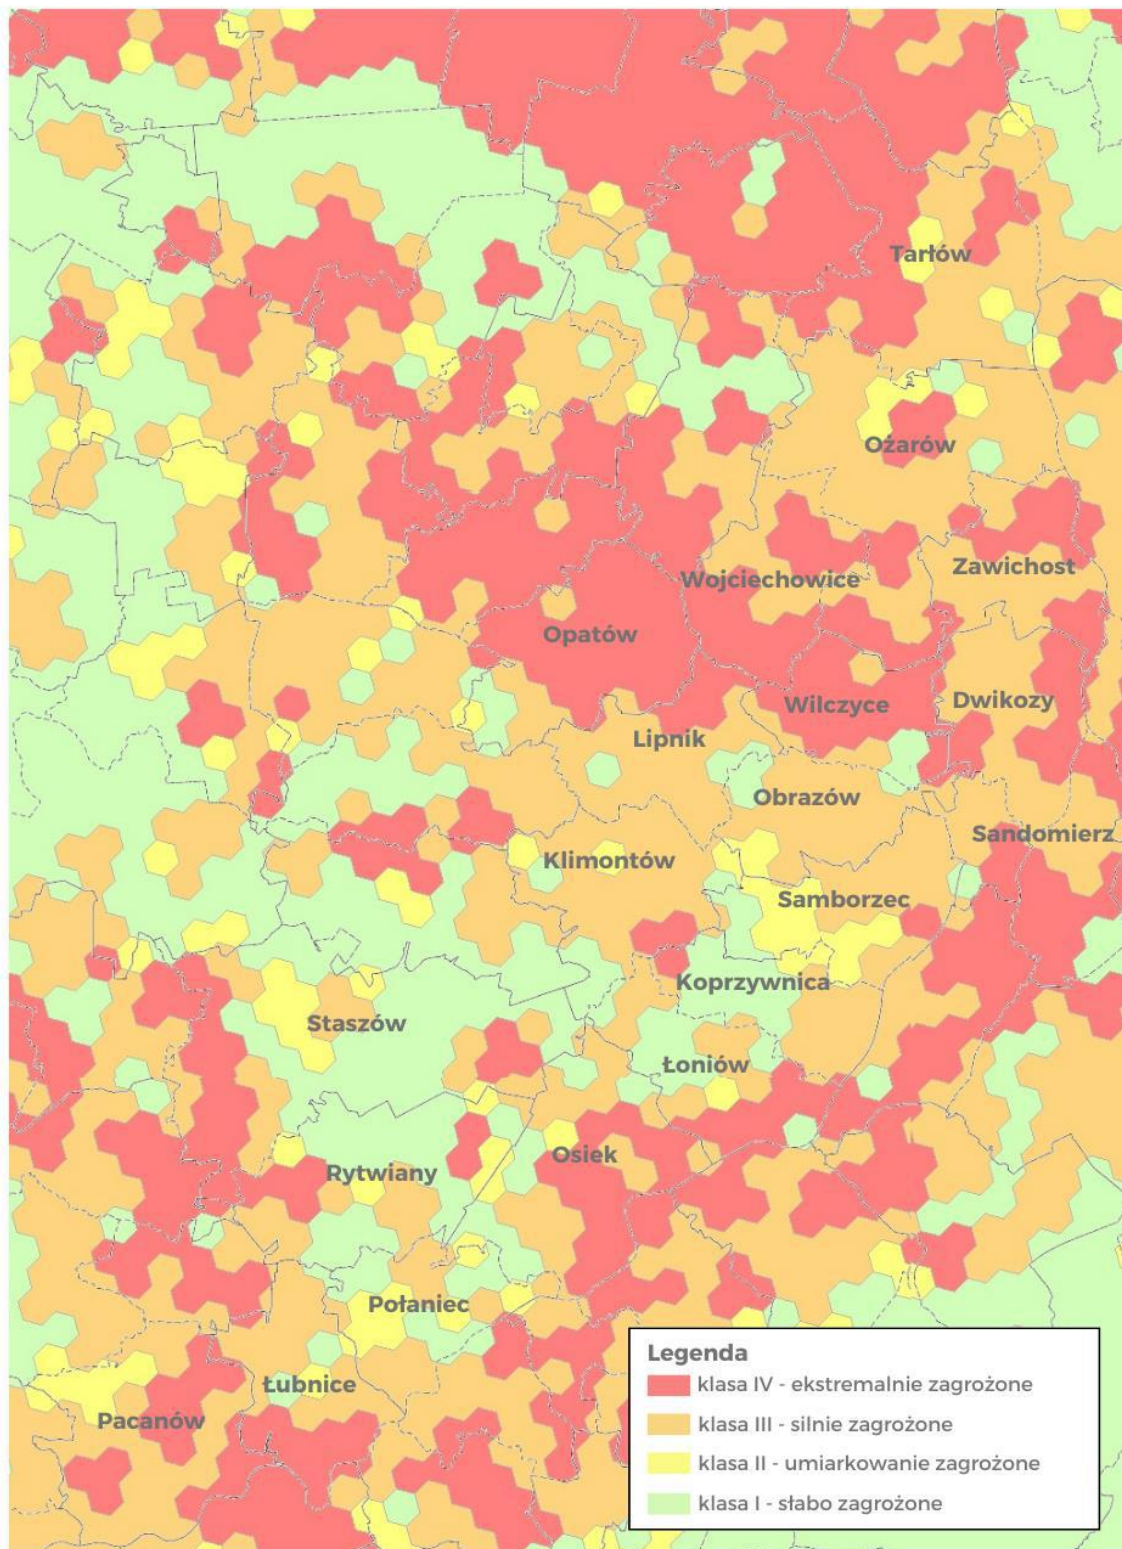 Tarłów
Ożarów
Zawichost
Wojciechowice
Opatów
Wilczyce
Dwikozy
Lipnik
Obrazów
Sandomierz
Klimontów
Samborzec
Koprzywnica
Staszów
Łoniów
Osiek
Rytwiany
Połaniec
Łubnice
Pacanów
Legenda
klasa IV - ekstremalnie zagrożone
klasa III - silnie zagrożone
klasa II - umiarkowanie zagrożone
klasa I - słabo zagrożone